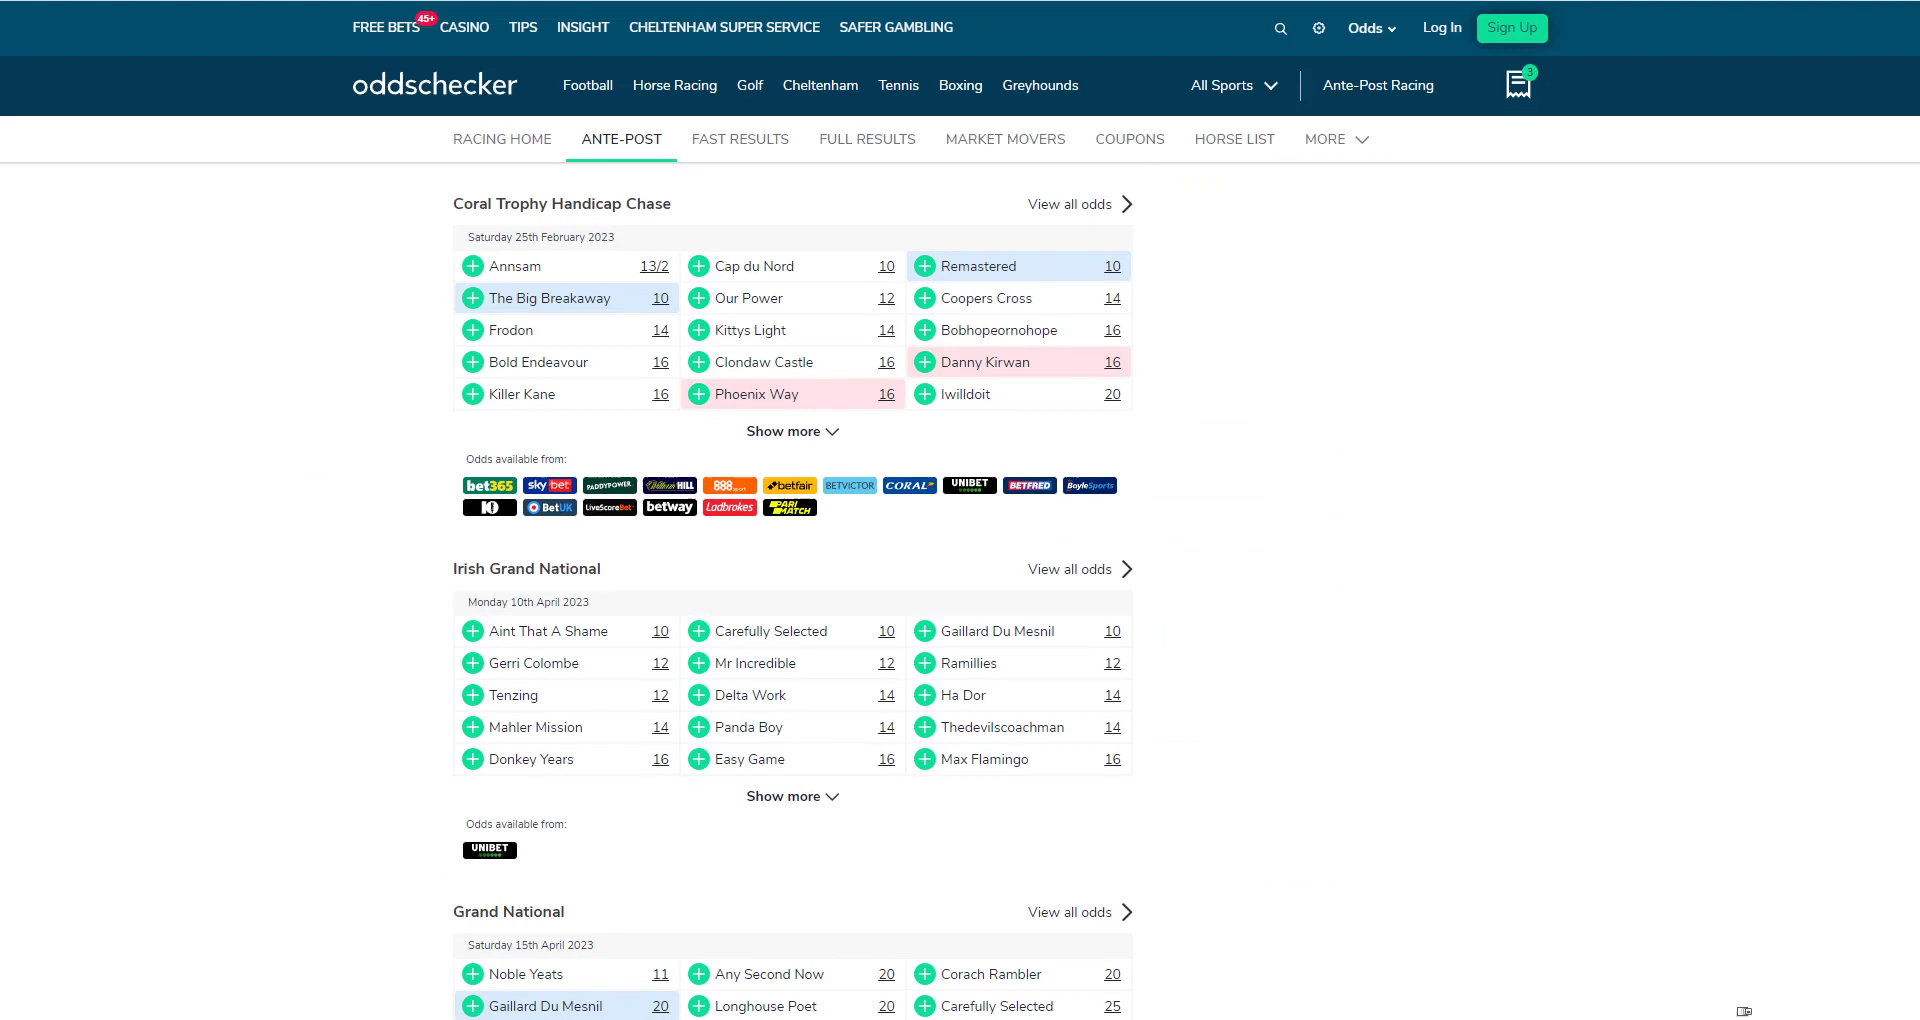 FREE BETS 45+ CASINO TIPS INSIGHT CHELTENHAM SUPER SERVICE SAFER GAMBLING Odds Log In Sign Up
oddschecker Football Horse Racing Golf Cheltenham Tennis Boxing Greyhounds All Sports Ante-Post Racing 3
RACING HOME ANTE-POST FAST RESULTS FULL RESULTS MARKET MOVERS COUPONS HORSE LIST MORE
Coral Trophy Handicap Chase View all odds
Saturday 25th February 2023
Annsam 13/2 Cap du Nord 10 Remastered 10
The Big Breakaway 10 Our Power 12 Coopers Cross 14
Frodon 14 Kittys Light 14 Bobhopeornohope 16
Bold Endeavour 16 Clondaw Castle 16 Danny Kirwan 16
Killer Kane 16 Phoenix Way 16 Iwilldoit 20
Show more
Odds available from:
bet365 sky bet PADDYPOWER William HILL 888sport betfair BETVICTOR CORAL UNIBET BETFRED BoyleSports
10 BetUK LiveScoreBet betway Ladbrokes PARI MATCH
Irish Grand National View all odds
Monday 10th April 2023
Aint That A Shame 10 Carefully Selected 10 Gaillard Du Mesnil 10
Gerri Colombe 12 Mr Incredible 12 Ramillies 12
Tenzing 12 Delta Work 14 Ha Dor 14
Mahler Mission 14 Panda Boy 14 Thedevilscoachman 14
Donkey Years 16 Easy Game 16 Max Flamingo 16
Show more
Odds available from:
UNIBET
Grand National View all odds
Saturday 15th April 2023
Noble Yeats 11 Any Second Now 20 Corach Rambler 20
Gaillard Du Mesnil 20 Longhouse Poet 20 Carefully Selected 25